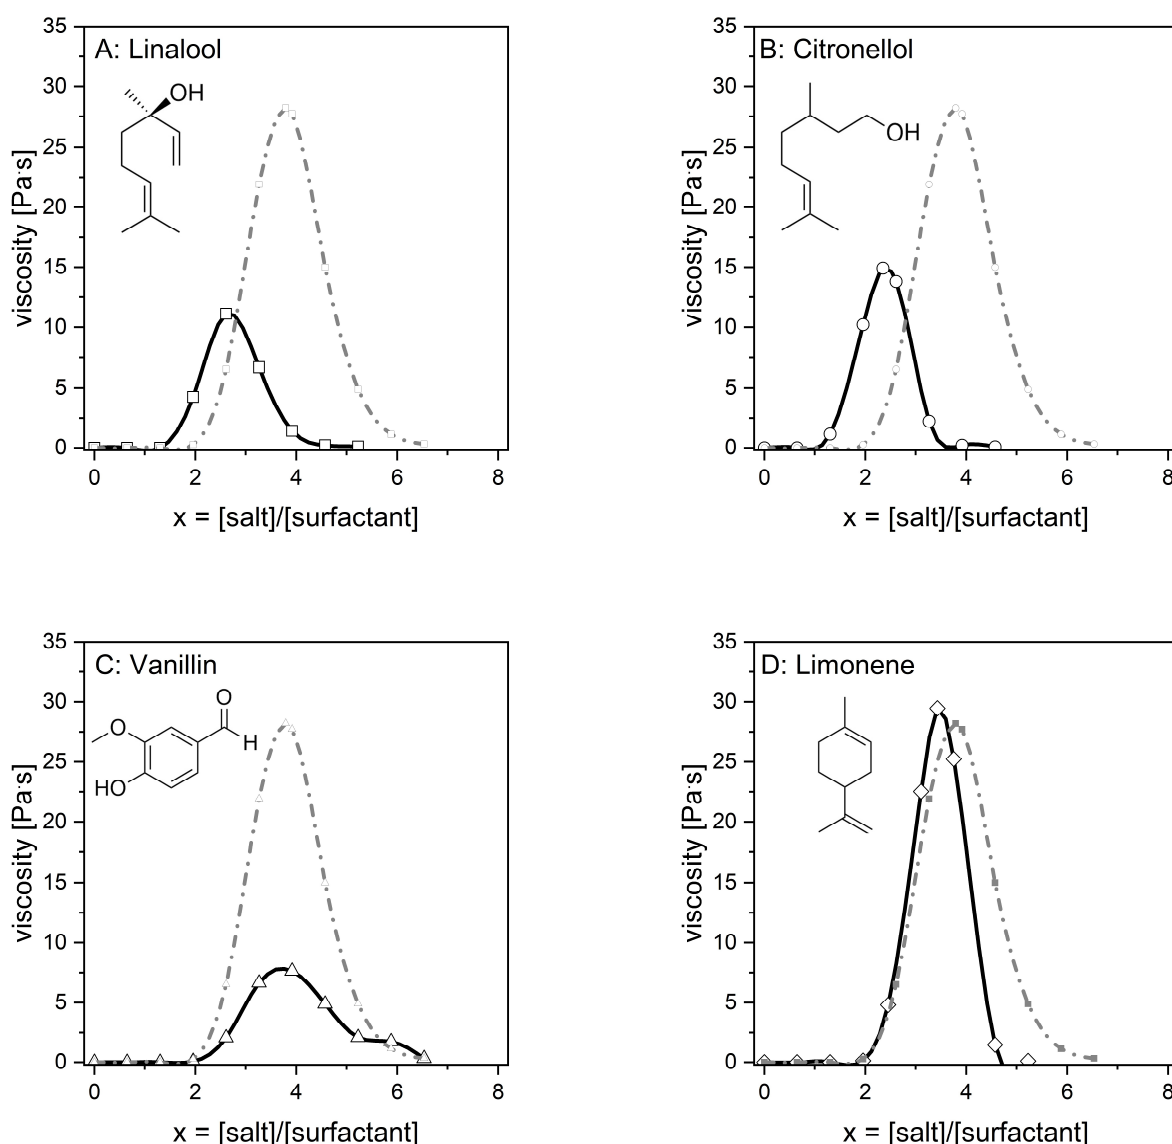 A: Linalool
OH
35
30
25
20
15
10
5
0
viscosity [Pa·s]
0 2 4 6 8
x = [salt]/[surfactant]
B: Citronellol
OH
35
30
25
20
15
10
5
0
viscosity [Pa·s]
0 2 4 6 8
x = [salt]/[surfactant]
C: Vanillin
O
O
H
HO
35
30
25
20
15
10
5
0
viscosity [Pa·s]
0 2 4 6 8
x = [salt]/[surfactant]
D: Limonene
35
30
25
20
15
10
5
0
viscosity [Pa·s]
0 2 4 6 8
x = [salt]/[surfactant]